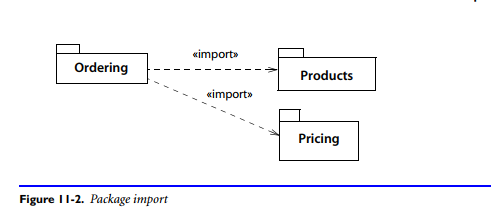 «import»
Ordering
Products
«import»
Pricing
Figure 11-2. Package import